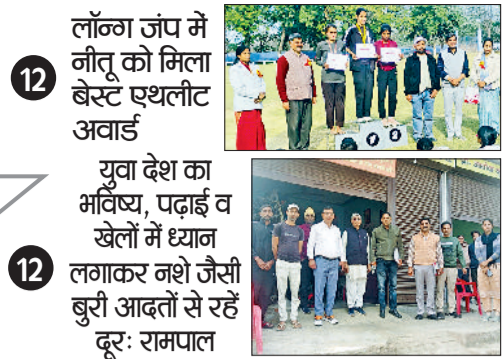 12
लॉन्ग जंप में
नीतू को मिला
बेस्ट एथलीट
अवार्ड
12
युवा देश का
भविष्य, पढ़ाई व
खेलों में ध्यान
लगाकर नशे जैसी
बुरी आदतों से रहें
दूर: रामपाल